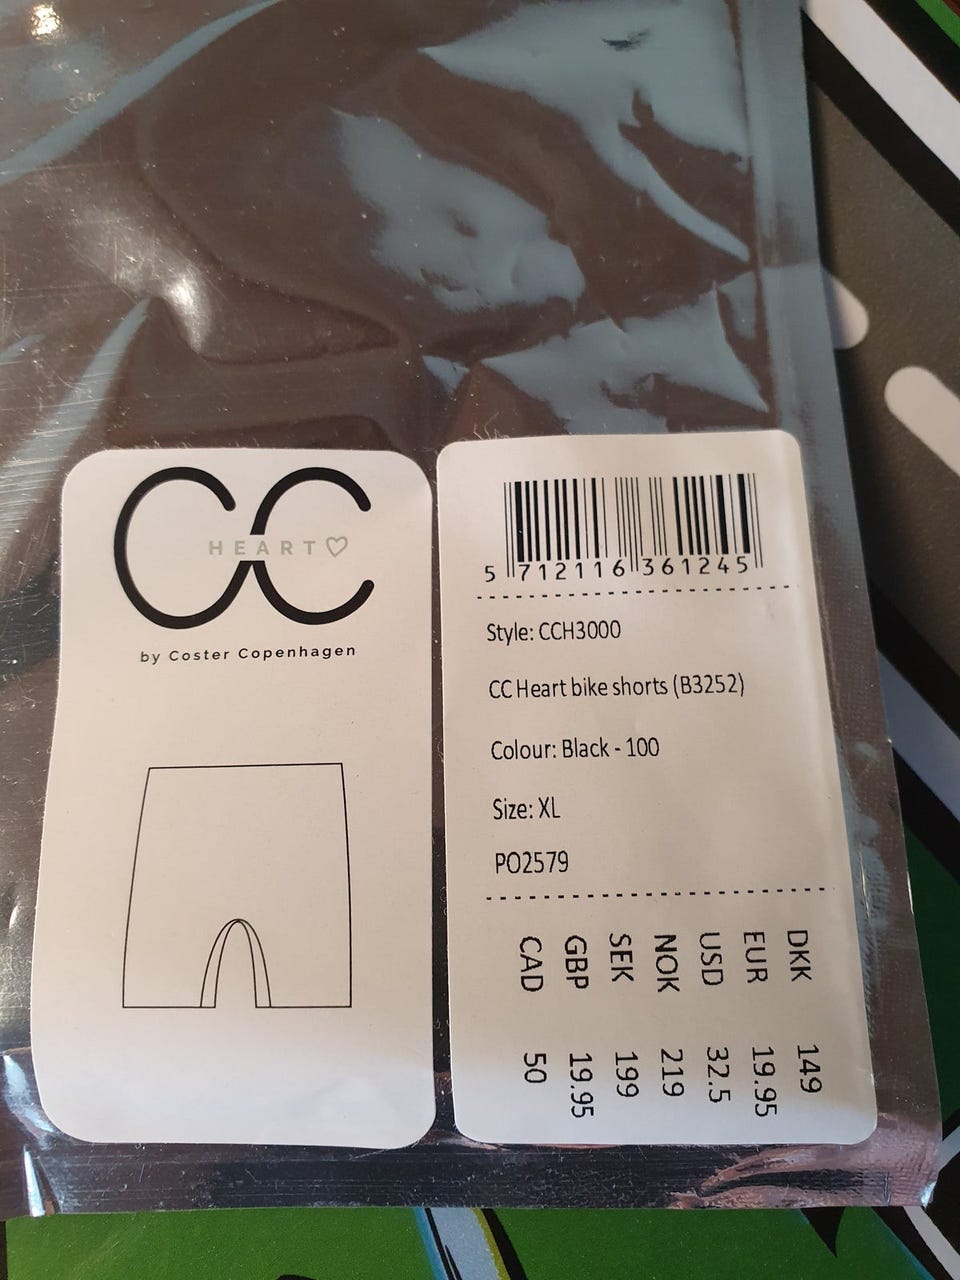 CC
HEART♡
by Coster Copenhagen
5 712116 361245
Style: CCH3000
CC Heart bike shorts (B3252)
Colour: Black - 100
Size: XL
PO2579
DKK 149
EUR 19.95
USD 32.5
NOK 219
SEK 199
GBP 19.95
CAD 50